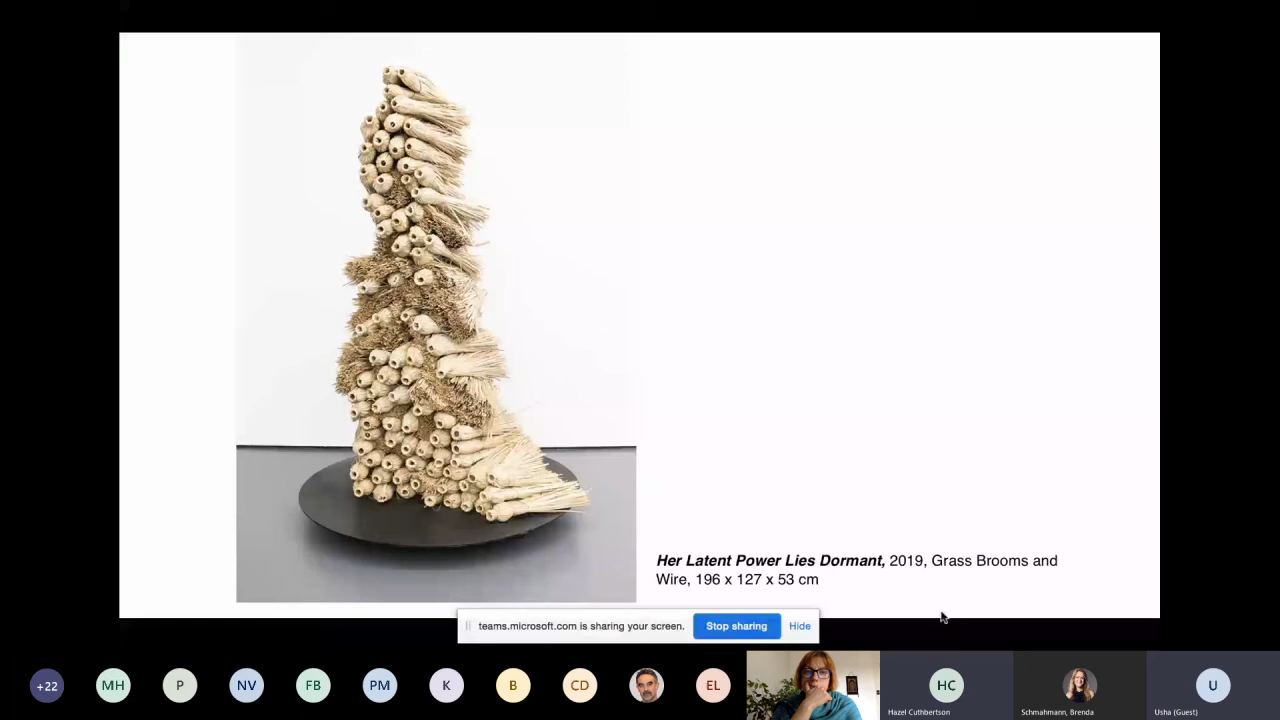 Her Latent Power Lies Dormant, 2019, Grass Brooms and
Wire, 196 x 127 x 53 cm
teams.microsoft.com is sharing your screen.
Stop sharing
Hide
+22
MH
P
NV
FB
PM
K
B
CD
EL
HC
Hazel Cuthbertson
Schmahmann, Brenda
U
Usha (Guest)